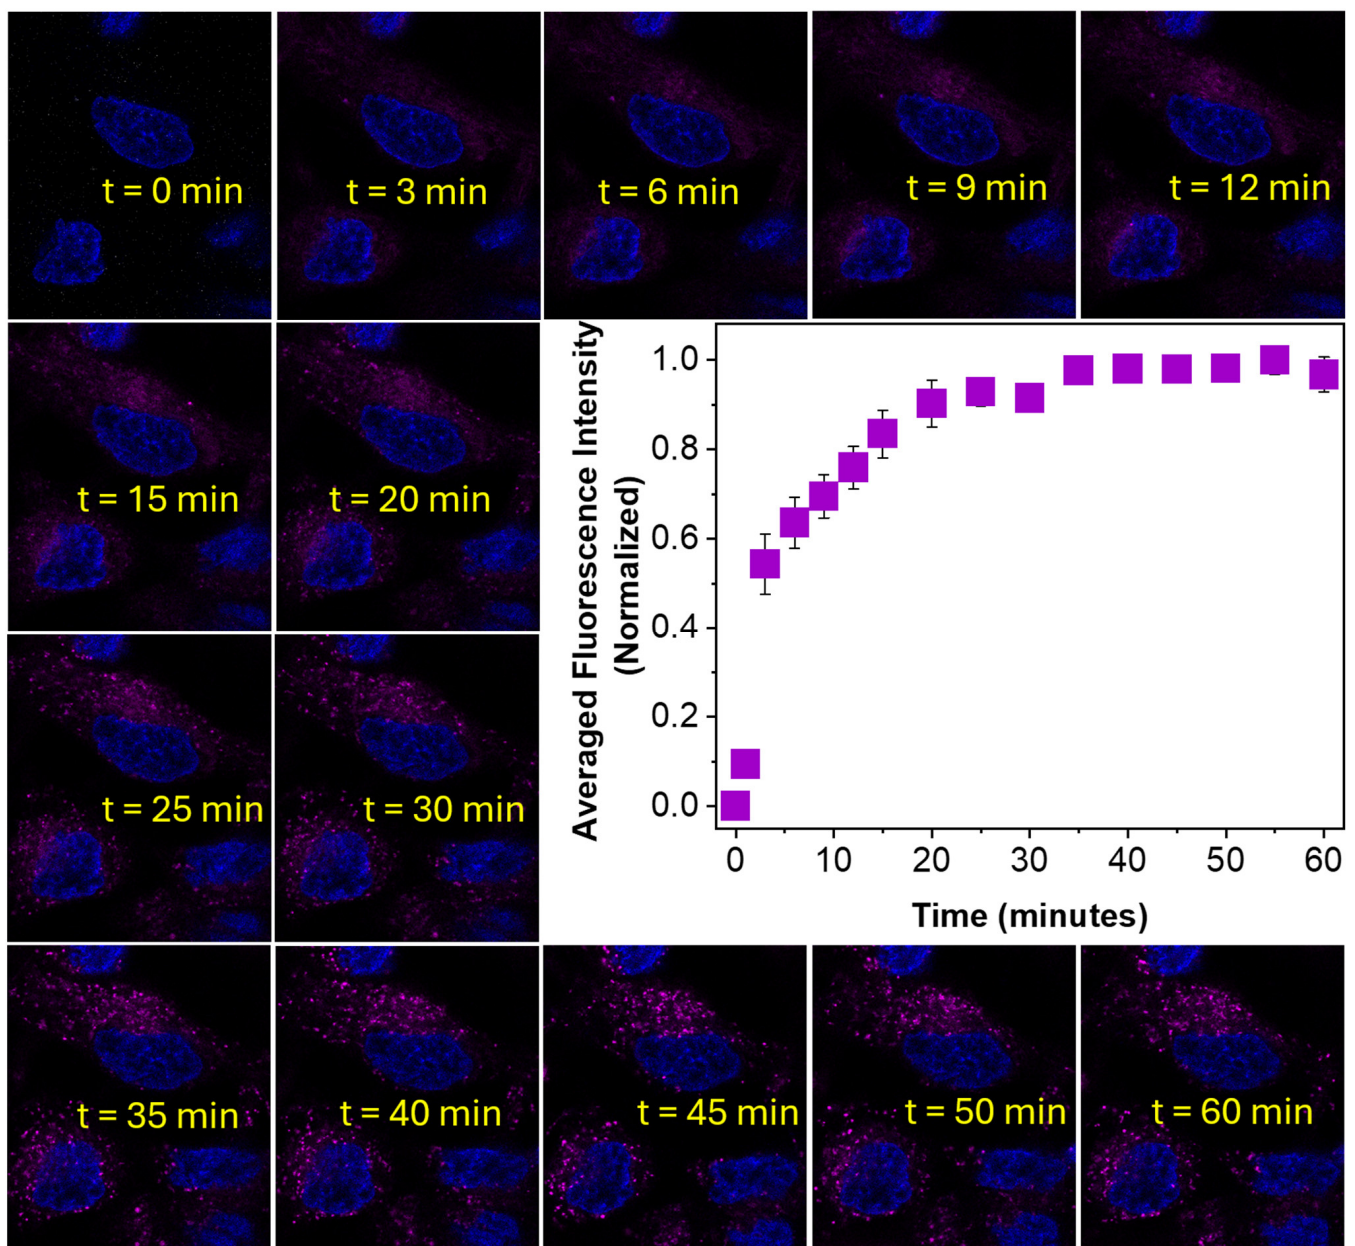 t = 0 min
t = 3 min
t = 6 min
t = 9 min
t = 12 min
t = 15 min
t = 20 min
t = 25 min
t = 30 min
Averaged Fluorescence Intensity
(Normalized)
1.0
0.8
0.6
0.4
0.2
0.0
0 10 20 30 40 50 60
Time (minutes)
t = 35 min
t = 40 min
t = 45 min
t = 50 min
t = 60 min